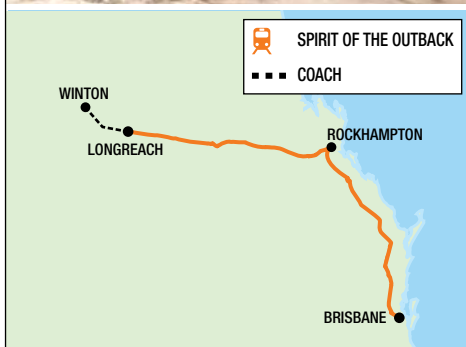 SPIRIT OF THE OUTBACK
COACH
WINTON
LONGREACH
ROCKHAMPTON
BRISBANE